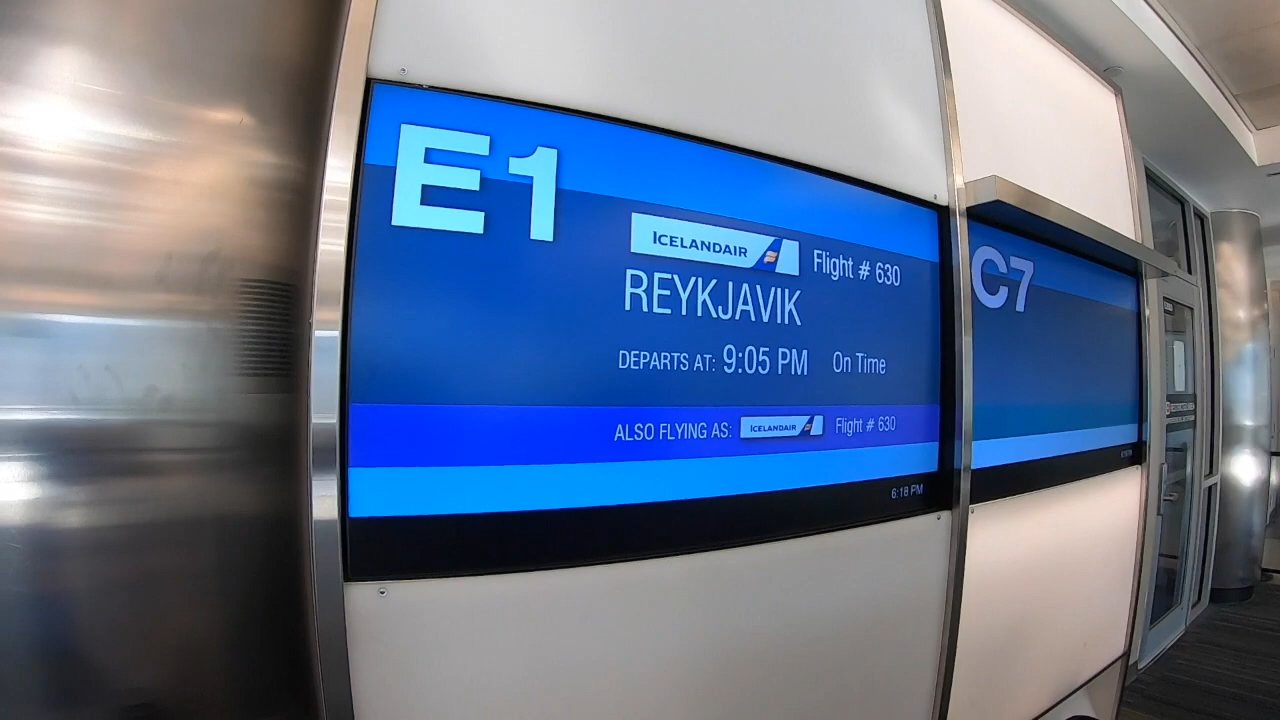 E1
ICELANDAIR Flight # 630
REYKJAVIK
DEPARTS AT: 9:05 PM On Time
ALSO FLYING AS: ICELANDAIR Flight # 630
6:18 PM
C7